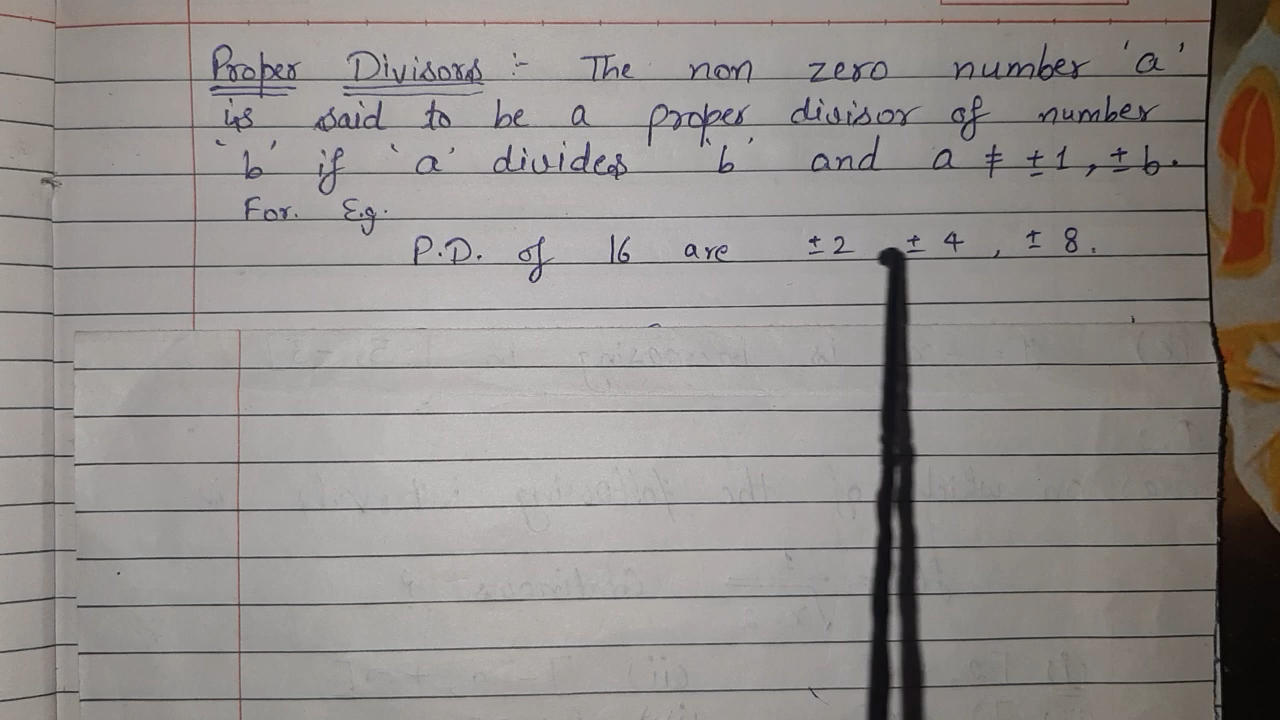 Proper Divisors :- The non zero number 'a'
is said to be a proper divisor of number
'b' if 'a' divides 'b' and a ≠ ±1, ±b.
For. E.g.
P.D. of 16 are ±2 ±4, ±8.